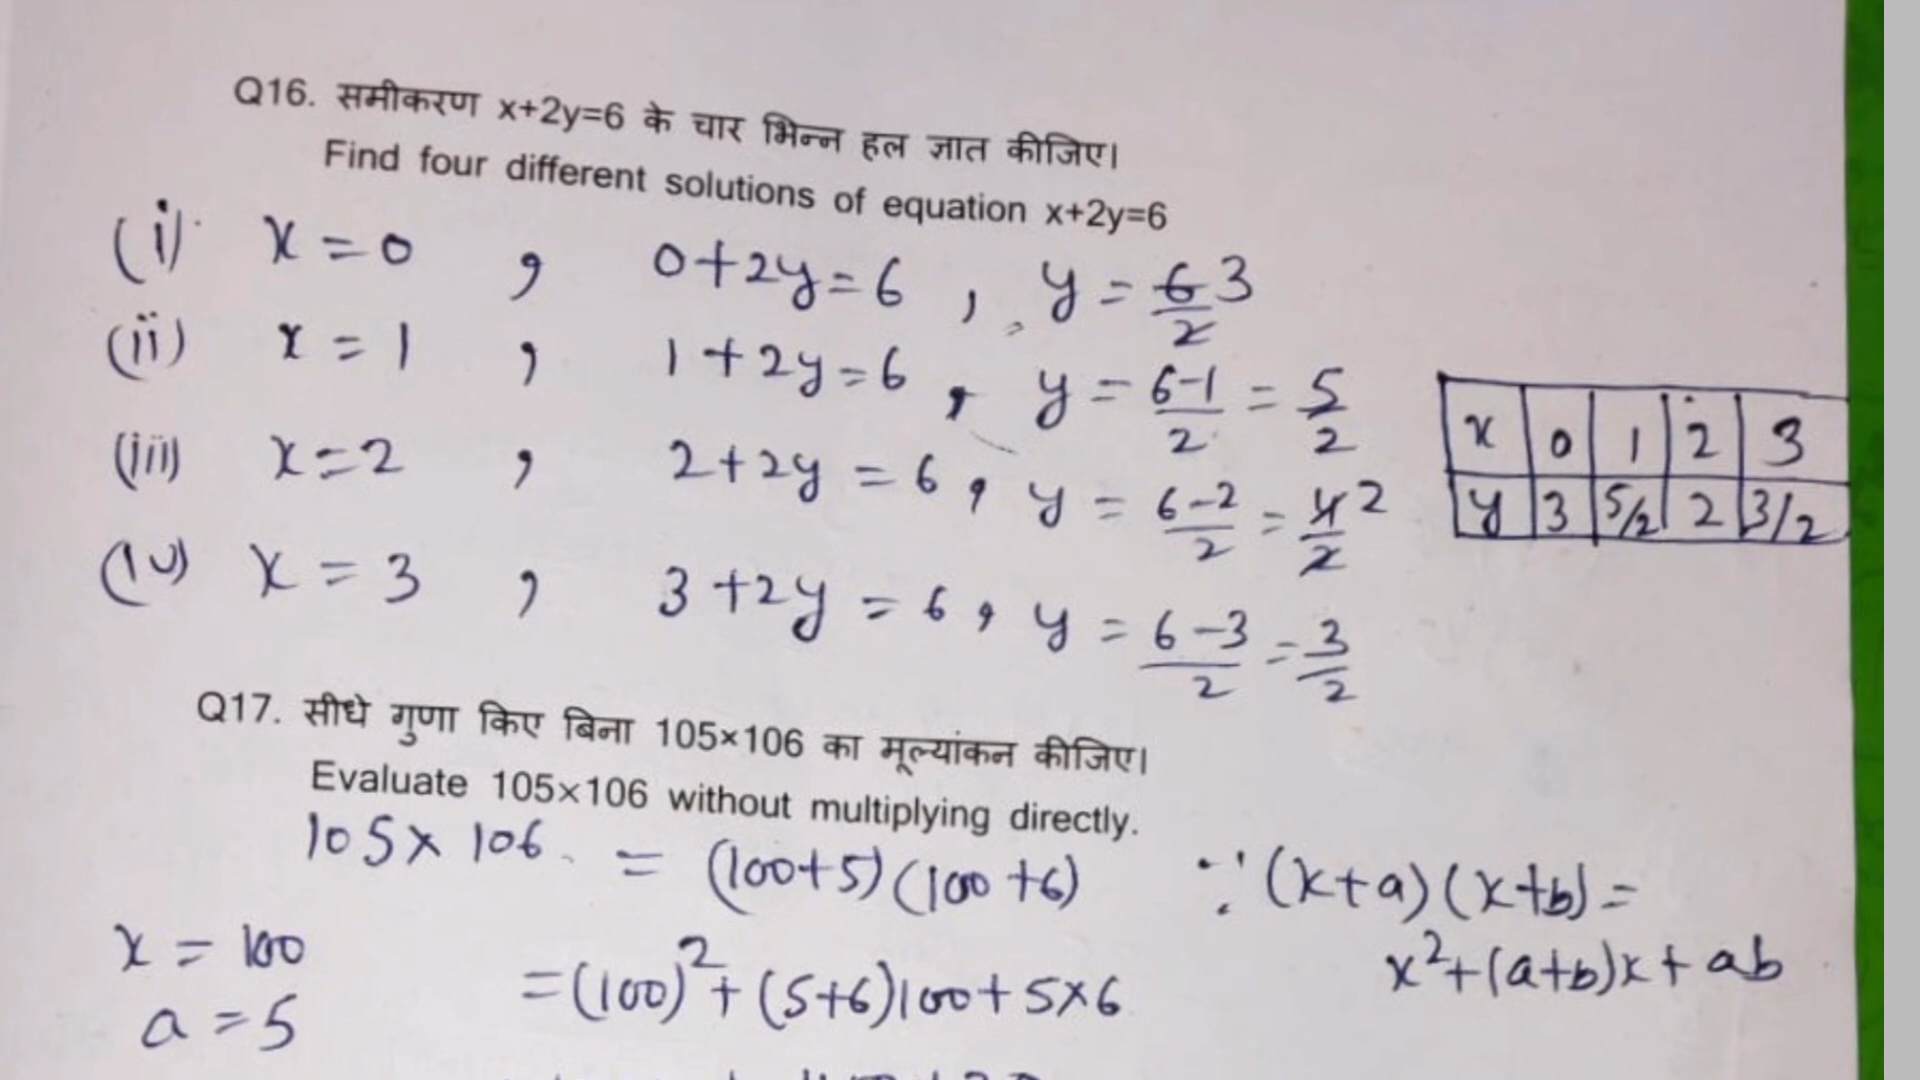 Q16. समीकरण x+2y=6 के चार भिन्न हल ज्ञात कीजिए।
Find four different solutions of equation x+2y=6
(i) x = 0 , 0+2y=6 , y = 6/2 3
(ii) x = 1 , 1+2y=6 , y = 6-1/2 = 5/2
(iii) x=2 , 2+2y = 6 , y = 6-2/2 = 4/2 2
(iv) x = 3 , 3+2y = 6 , y = 6-3/2 = 3/2
x 0 1 2 3
y 3 5/2 2 3/2
Q17. सीधे गुणा किए बिना 105×106 का मूल्यांकन कीजिए।
Evaluate 105×106 without multiplying directly.
105×106 = (100+5)(100+6) ∵ (x+a)(x+b) =
x²+(a+b)x+ab
x = 100
=(100)²+(5+6)100+5×6
a = 5